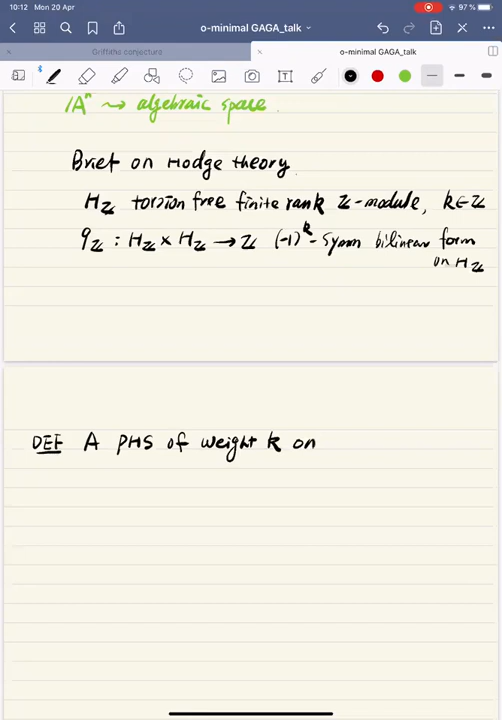 10:12 Mon 20 Apr
97 %
o-minimal GAGA_talk
Griffiths conjecture
o-minimal GAGA_talk
|Aⁿ ⇝ algebraic space.
Brief on Hodge theory.
H_ℤ torsion free finite rank ℤ-module, k∈ℤ
q_ℤ : H_ℤ × H_ℤ → ℤ (-1)^k - symm bilinear form
on H_ℤ
DEF A PHS of weight k on